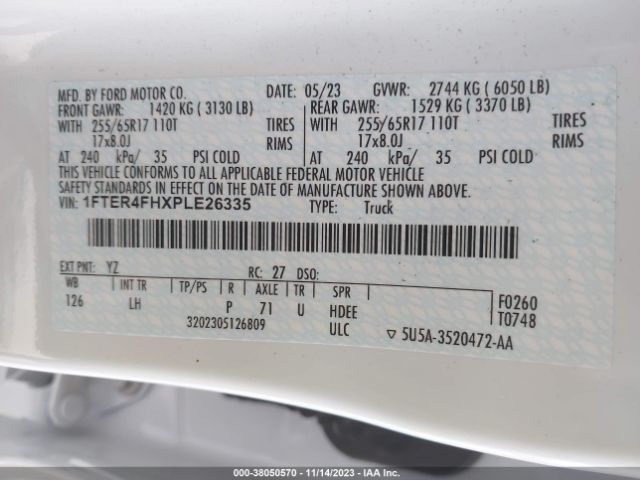 MFD. BY FORD MOTOR CO. DATE: 05/23 GVWR: 2744 KG ( 6050 LB)
FRONT GAWR: 1420 KG ( 3130 LB) REAR GAWR: 1529 KG ( 3370 LB)
WITH 255/65R17 110T TIRES WITH 255/65R17 110T TIRES
17x8.0J RIMS 17x8.0J RIMS
AT 240 kPa/ 35 PSI COLD AT 240 kPa/ 35 PSI COLD
THIS VEHICLE CONFORMS TO ALL APPLICABLE FEDERAL MOTOR VEHICLE
SAFETY STANDARDS IN EFFECT ON THE DATE OF MANUFACTURE SHOWN ABOVE.
VIN: 1FTER4FHXPLE26335 TYPE: Truck
EXT PNT: YZ RC: 27 DSO:
WB INT TR TP/PS R AXLE TR SPR F0260
126 LH P 71 U HDEE T0748
3202305126809 ULC ▽ 5U5A-3520472-AA
000-38050570 - 11/14/2023 - IAA Inc.